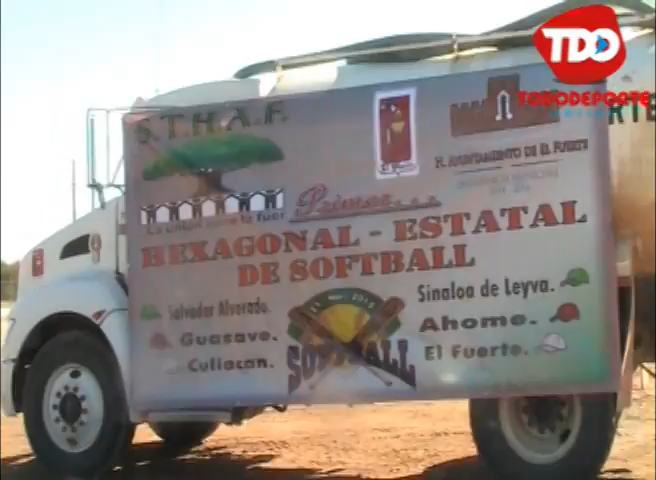 TDO
TODODEPORTE
S.T.H.A.F.
H. AYUNTAMIENTO DE EL FUERTE
Primer...
HEXAGONAL - ESTATAL
DE SOFTBALL
Salvador Alvarado.
Guasave.
Culiacan.
Sinaloa de Leyva.
Ahome.
El Fuerte.
SOFTBALL